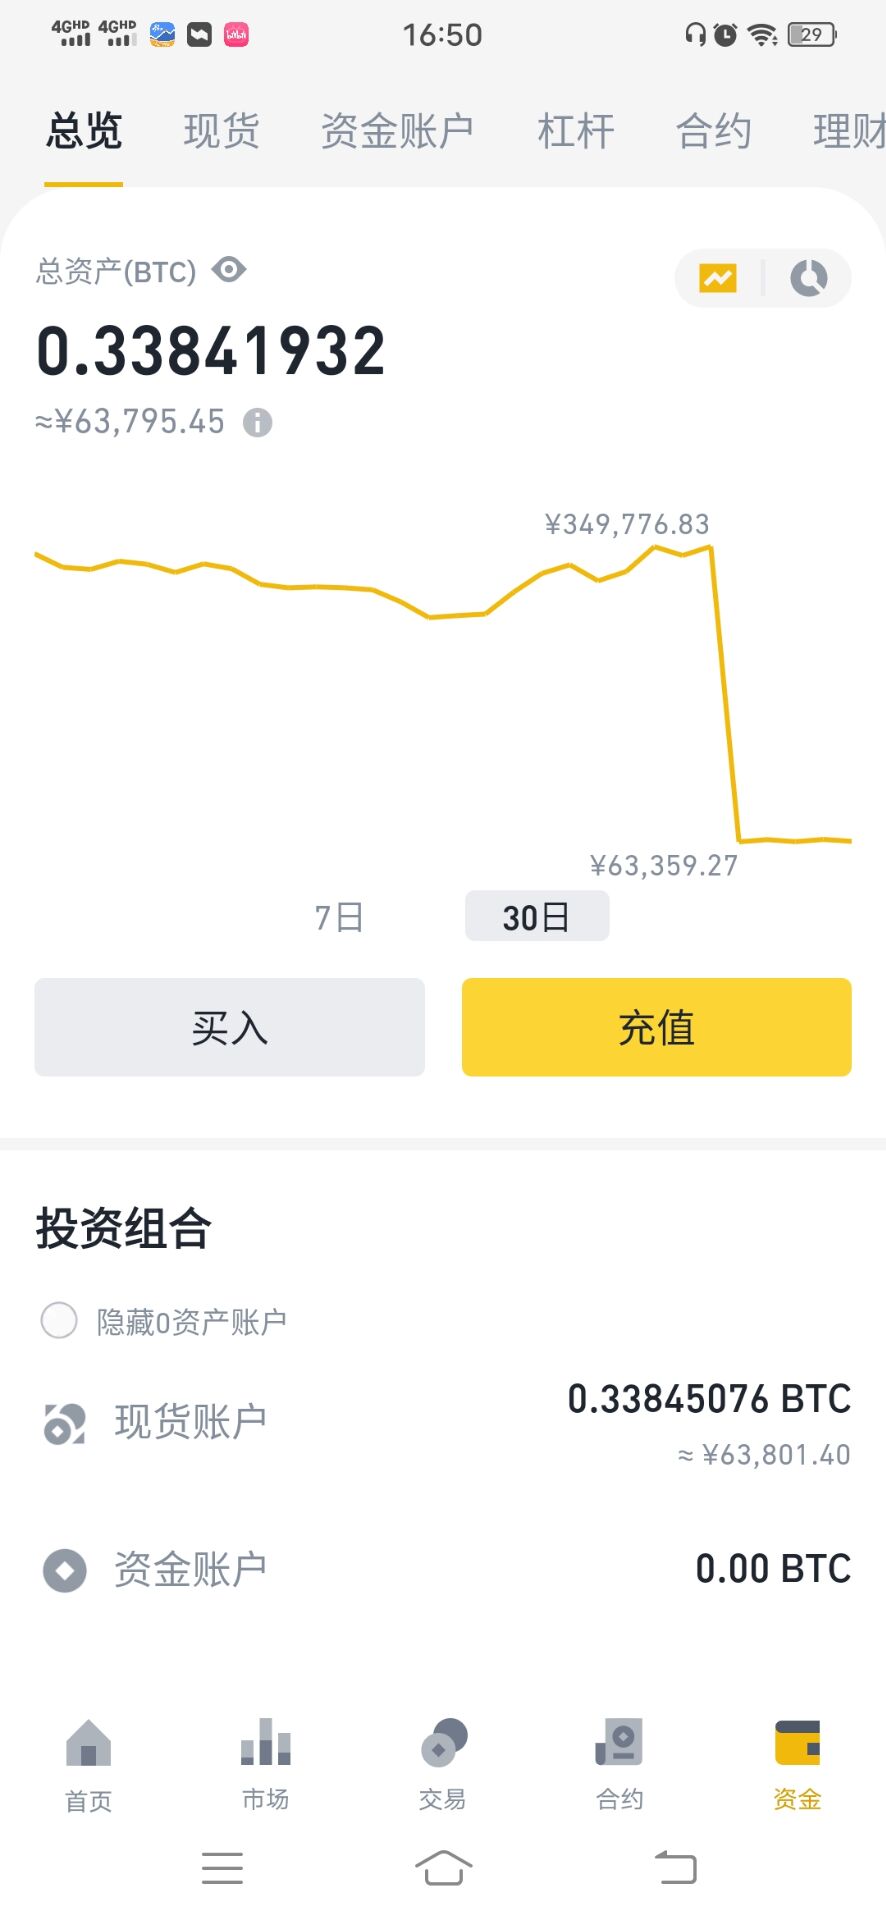 4GHD 4GHD 16:50 29
总览 现货 资金账户 杠杆 合约 理财
总资产(BTC)
0.33841932
≈¥63,795.45
¥349,776.83
¥63,359.27
7日 30日
买入 充值
投资组合
隐藏0资产账户
现货账户 0.33845076 BTC
≈ ¥63,801.40
资金账户 0.00 BTC
首页 市场 交易 合约 资金